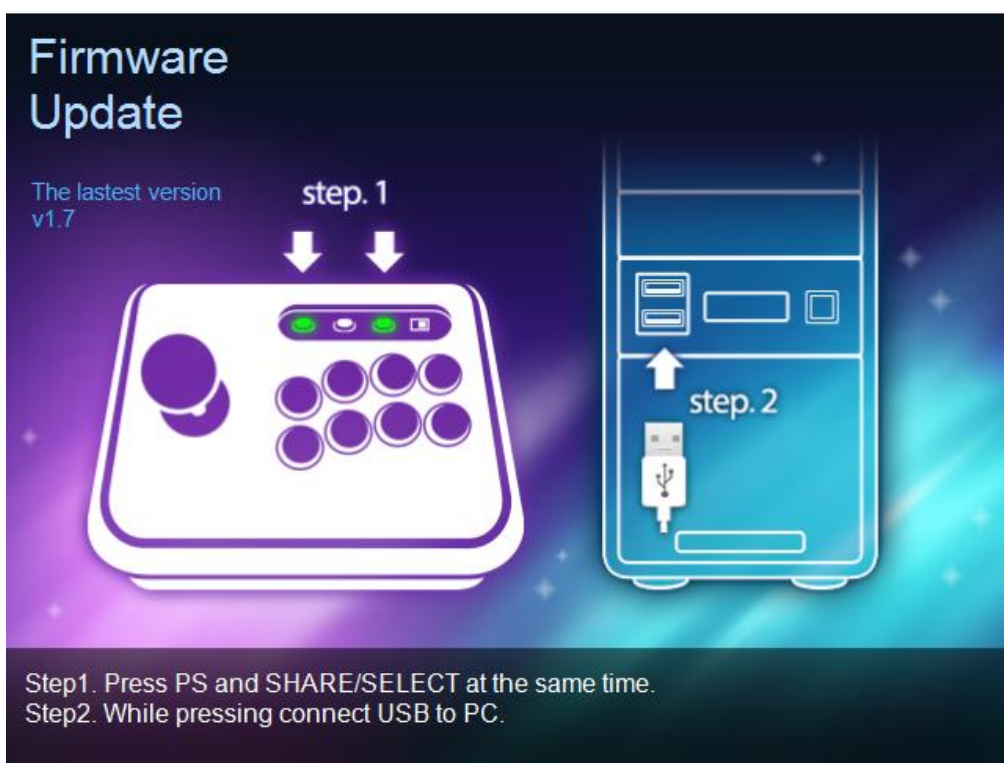 Firmware
Update
The lastest version
v1.7
step. 1
step. 2
Step1. Press PS and SHARE/SELECT at the same time.
Step2. While pressing connect USB to PC.